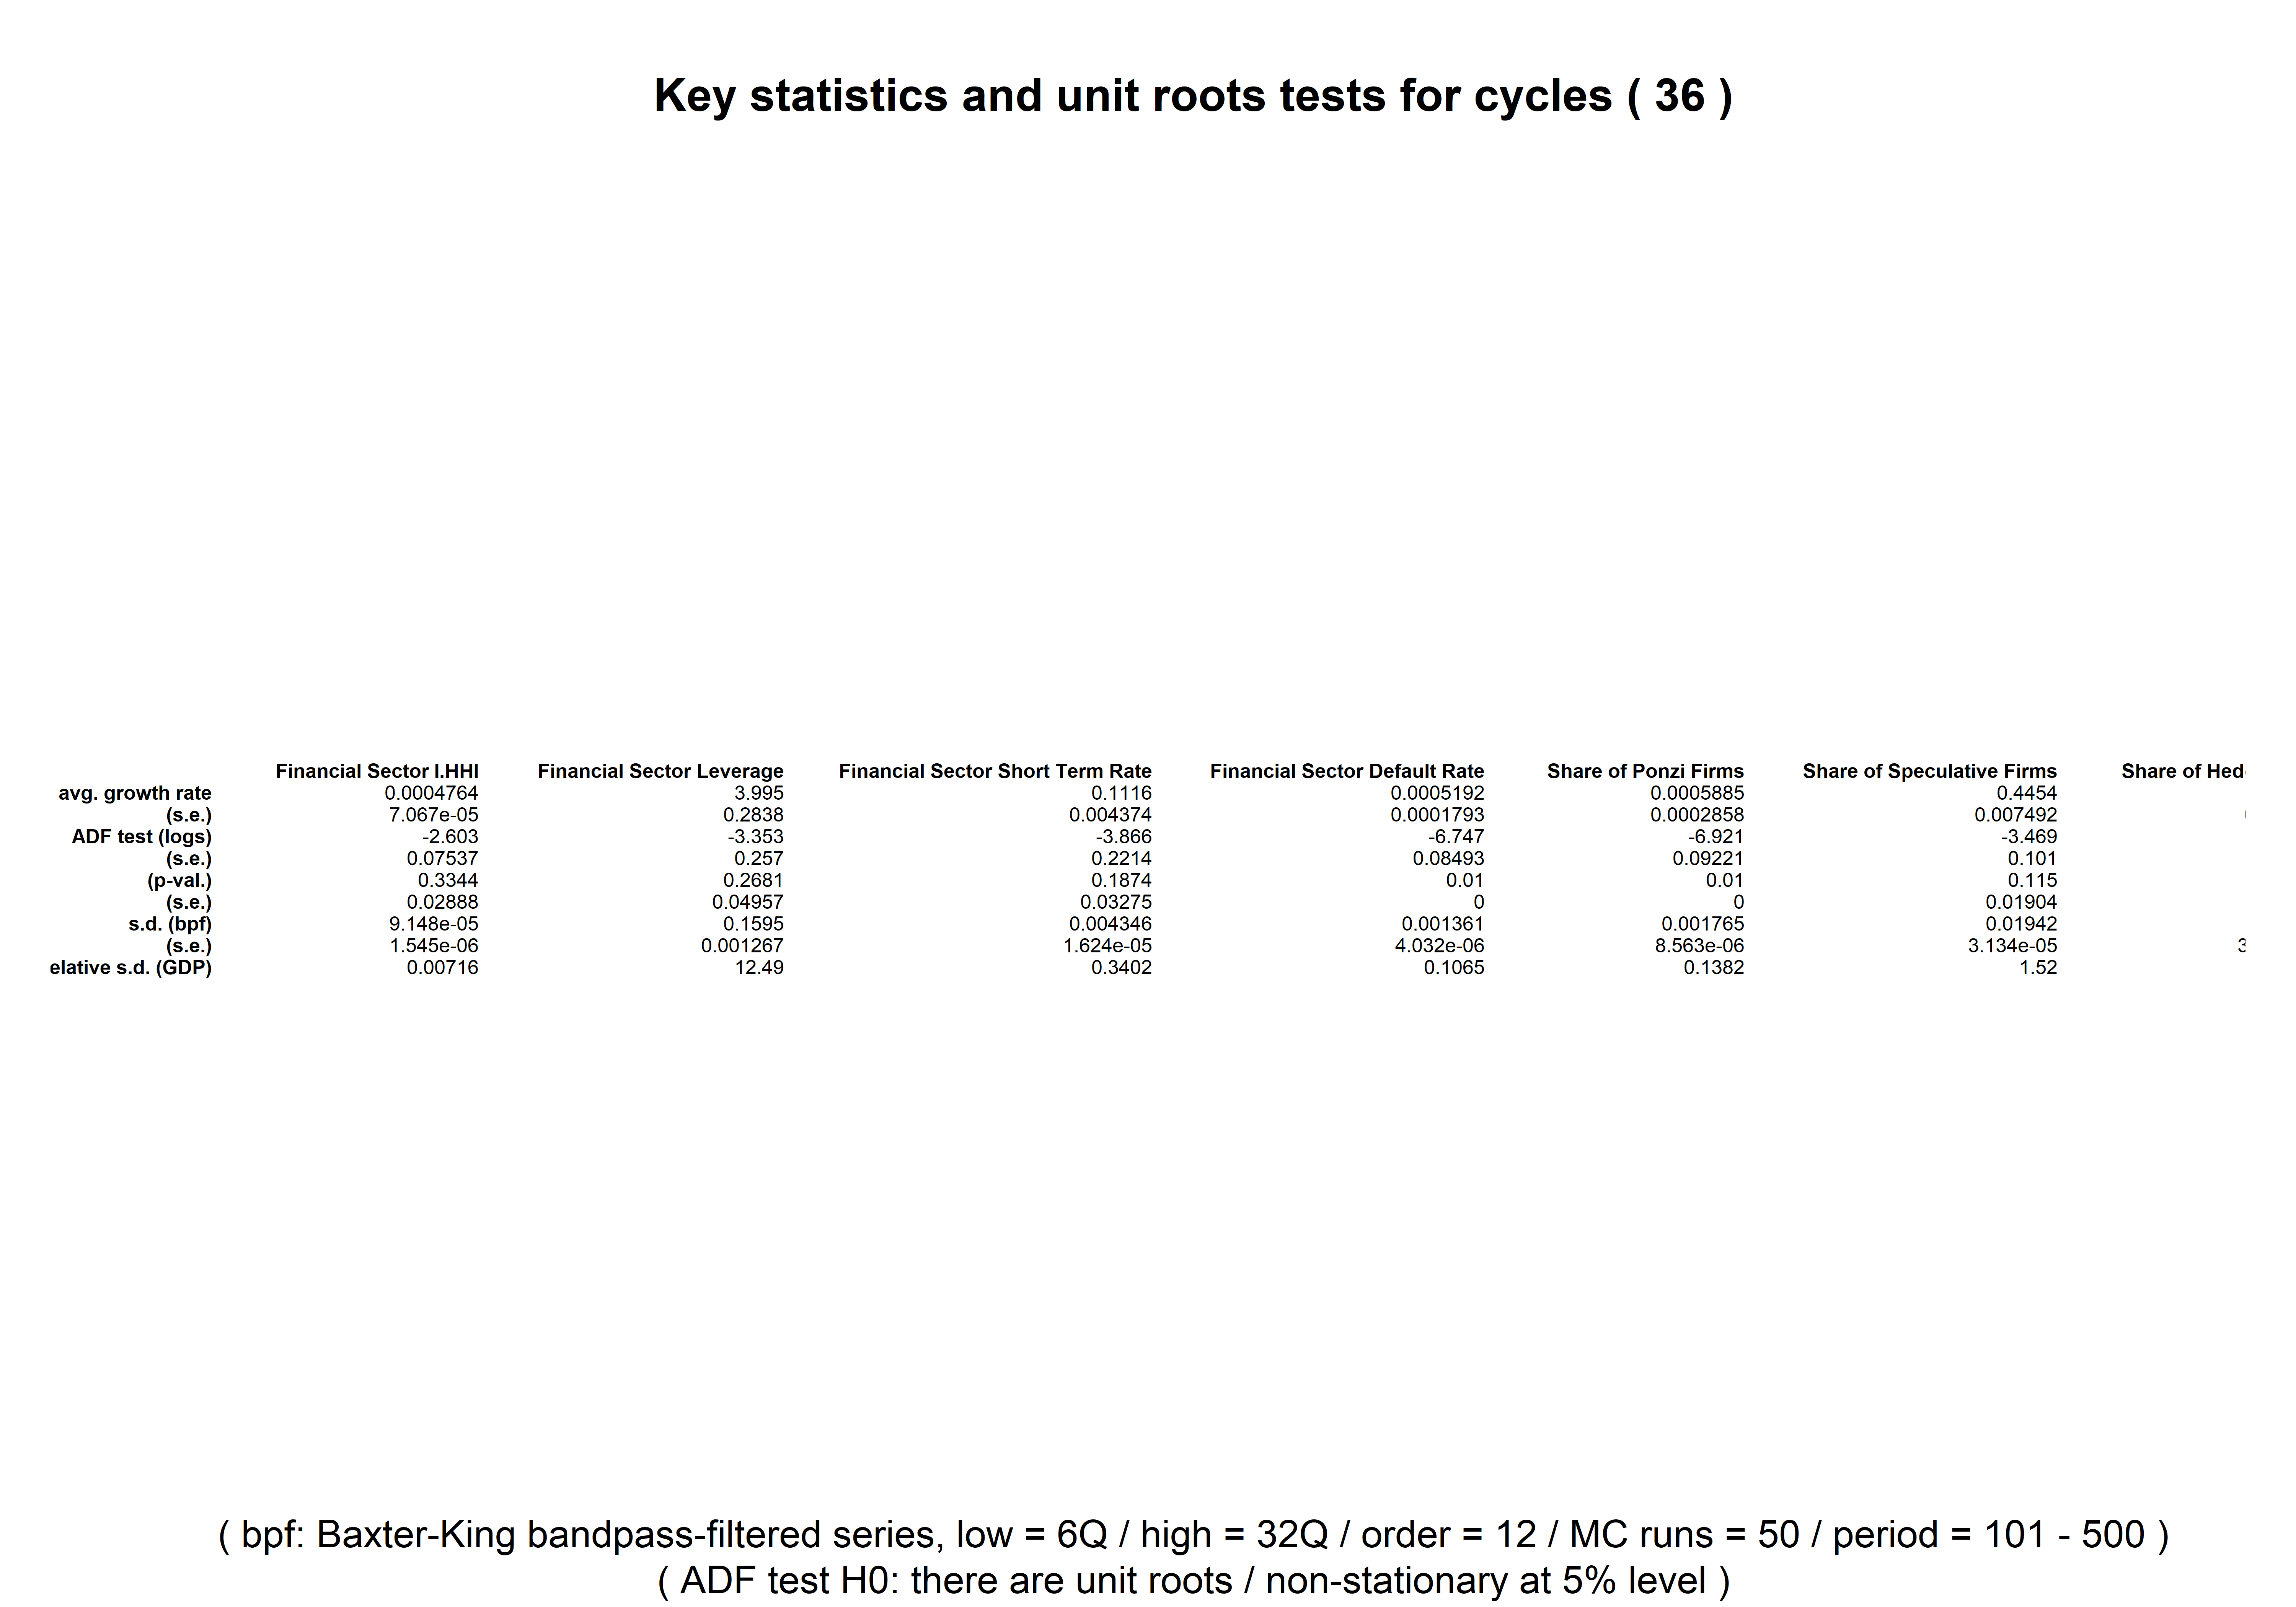 Key statistics and unit roots tests for cycles ( 36 )
Financial Sector I.HHI Financial Sector Leverage Financial Sector Short Term Rate Financial Sector Default Rate Share of Ponzi Firms Share of Speculative Firms Share of Hed
avg. growth rate 0.0004764 3.995 0.1116 0.0005192 0.0005885 0.4454
(s.e.) 7.067e-05 0.2838 0.004374 0.0001793 0.0002858 0.007492
ADF test (logs) -2.603 -3.353 -3.866 -6.747 -6.921 -3.469
(s.e.) 0.07537 0.257 0.2214 0.08493 0.09221 0.101
(p-val.) 0.3344 0.2681 0.1874 0.01 0.01 0.115
(s.e.) 0.02888 0.04957 0.03275 0 0 0.01904
s.d. (bpf) 9.148e-05 0.1595 0.004346 0.001361 0.001765 0.01942
(s.e.) 1.545e-06 0.001267 1.624e-05 4.032e-06 8.563e-06 3.134e-05
elative s.d. (GDP) 0.00716 12.49 0.3402 0.1065 0.1382 1.52
( bpf: Baxter-King bandpass-filtered series, low = 6Q / high = 32Q / order = 12 / MC runs = 50 / period = 101 - 500 )
( ADF test H0: there are unit roots / non-stationary at 5% level )